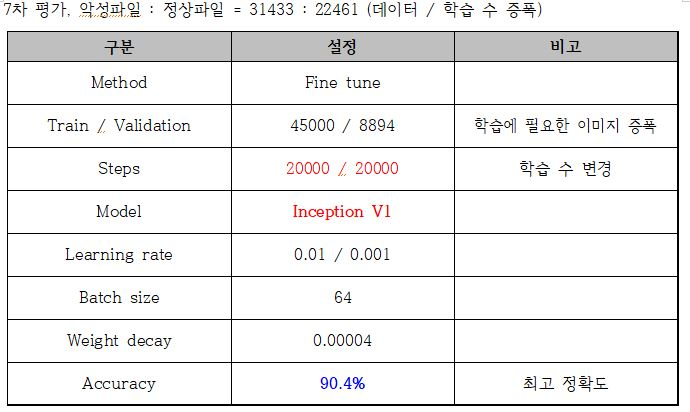 7차 평가, 악성파일 : 정상파일 = 31433 : 22461 (데이터 / 학습 수 증폭)
구분 설정 비고
Method Fine tune
Train / Validation 45000 / 8894 학습에 필요한 이미지 증폭
Steps 20000 / 20000 학습 수 변경
Model Inception V1
Learning rate 0.01 / 0.001
Batch size 64
Weight decay 0.00004
Accuracy 90.4% 최고 정확도